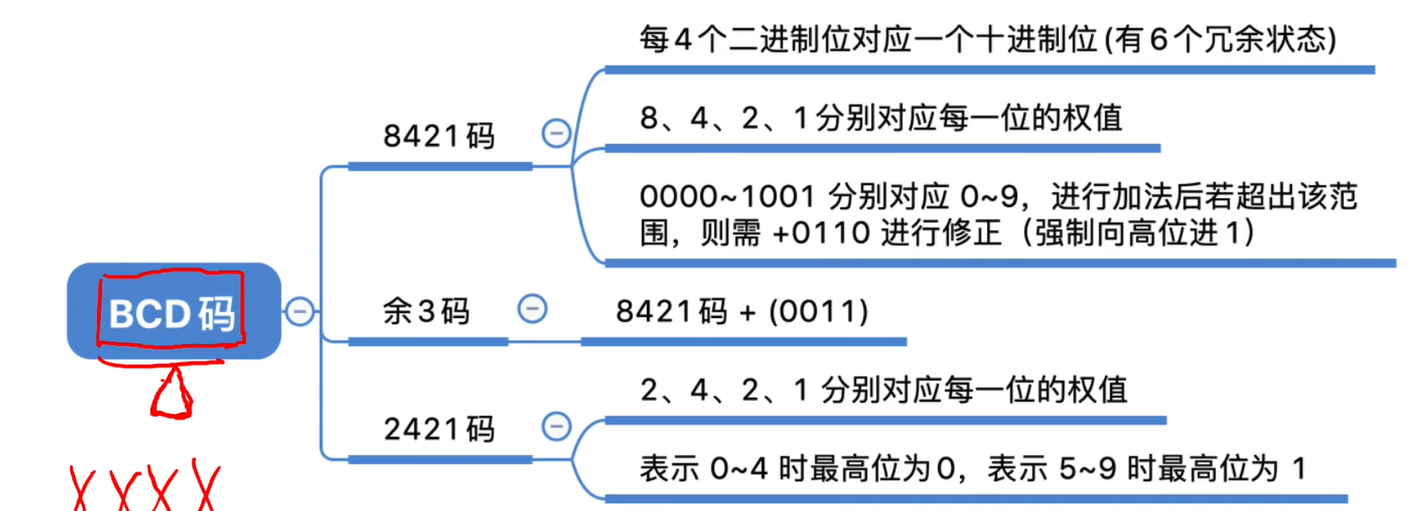 每4个二进制位对应一个十进制位(有6个冗余状态)
8421码
8、4、2、1分别对应每一位的权值
0000~1001 分别对应 0~9，进行加法后若超出该范
围，则需 +0110 进行修正（强制向高位进1）
BCD码
余3码
8421码 + (0011)
2421码
2、4、2、1 分别对应每一位的权值
表示 0~4 时最高位为0，表示 5~9 时最高位为 1
X X X X